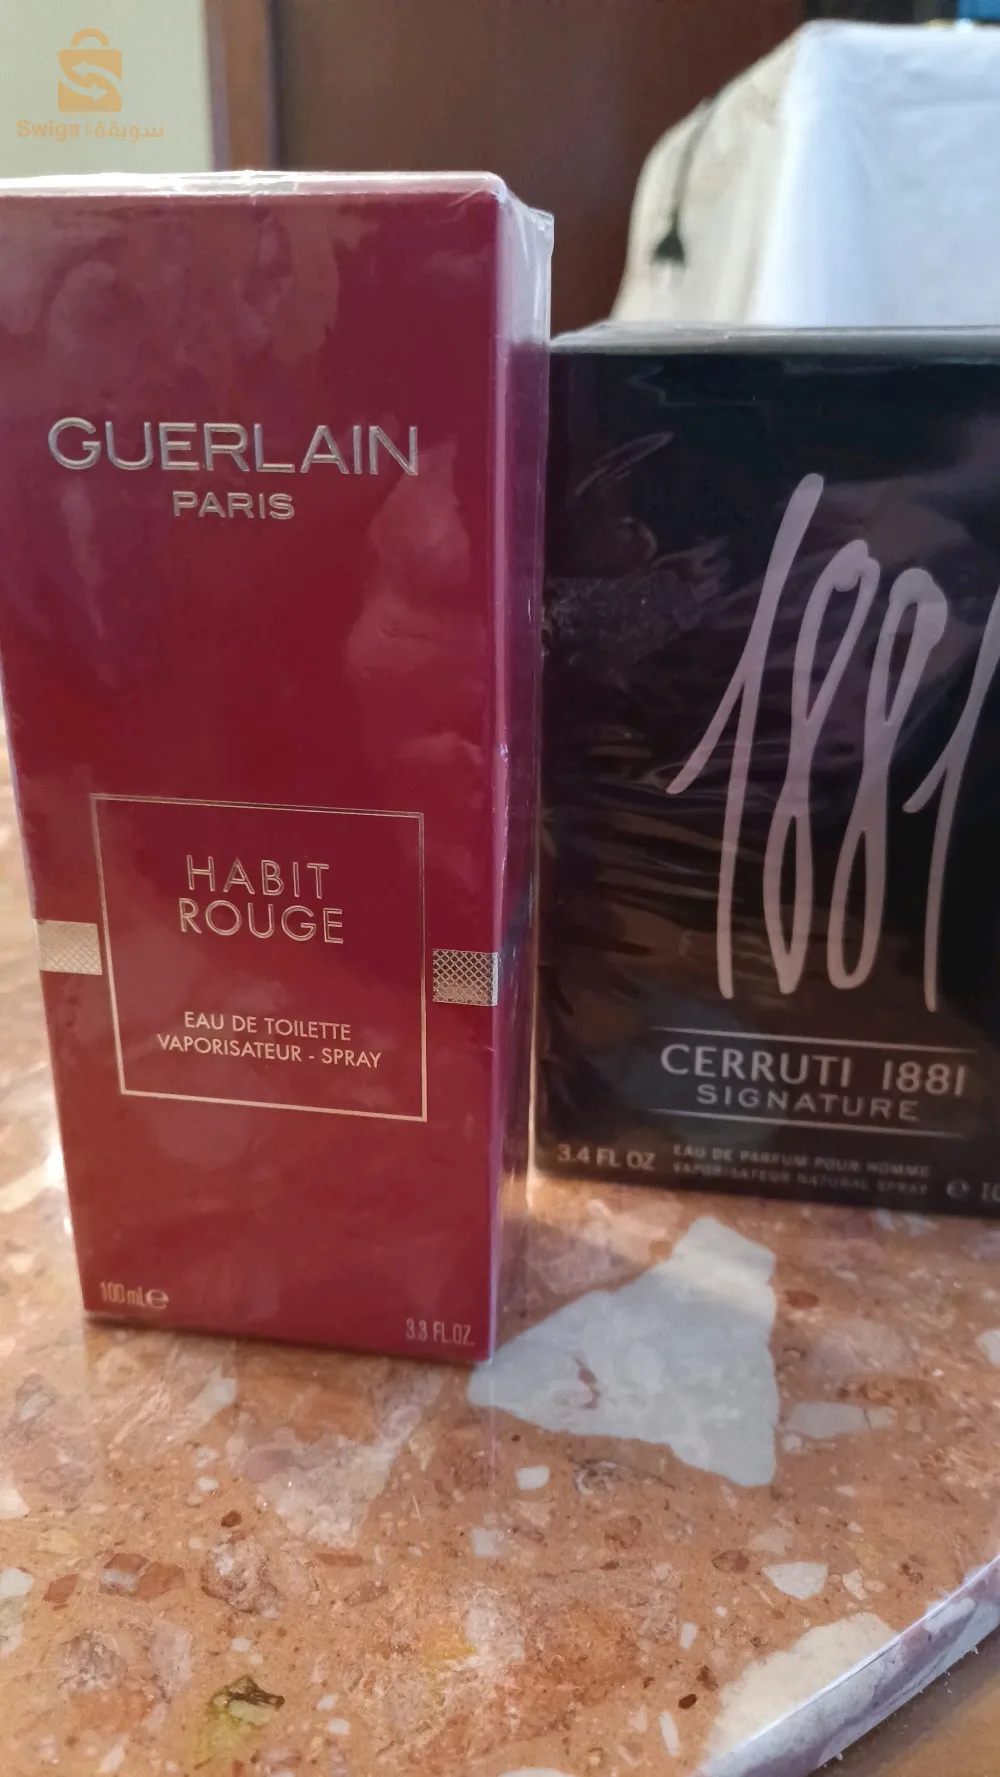 Swiga | سويقة
GUERLAIN
PARIS
HABIT
ROUGE
EAU DE TOILETTE
VAPORISATEUR - SPRAY
100 mL e
3.3 FL.OZ.
1881
CERRUTI 1881
SIGNATURE
3.4 FL OZ
EAU DE PARFUM POUR HOMME
VAPORISATEUR NATURAL SPRAY
e